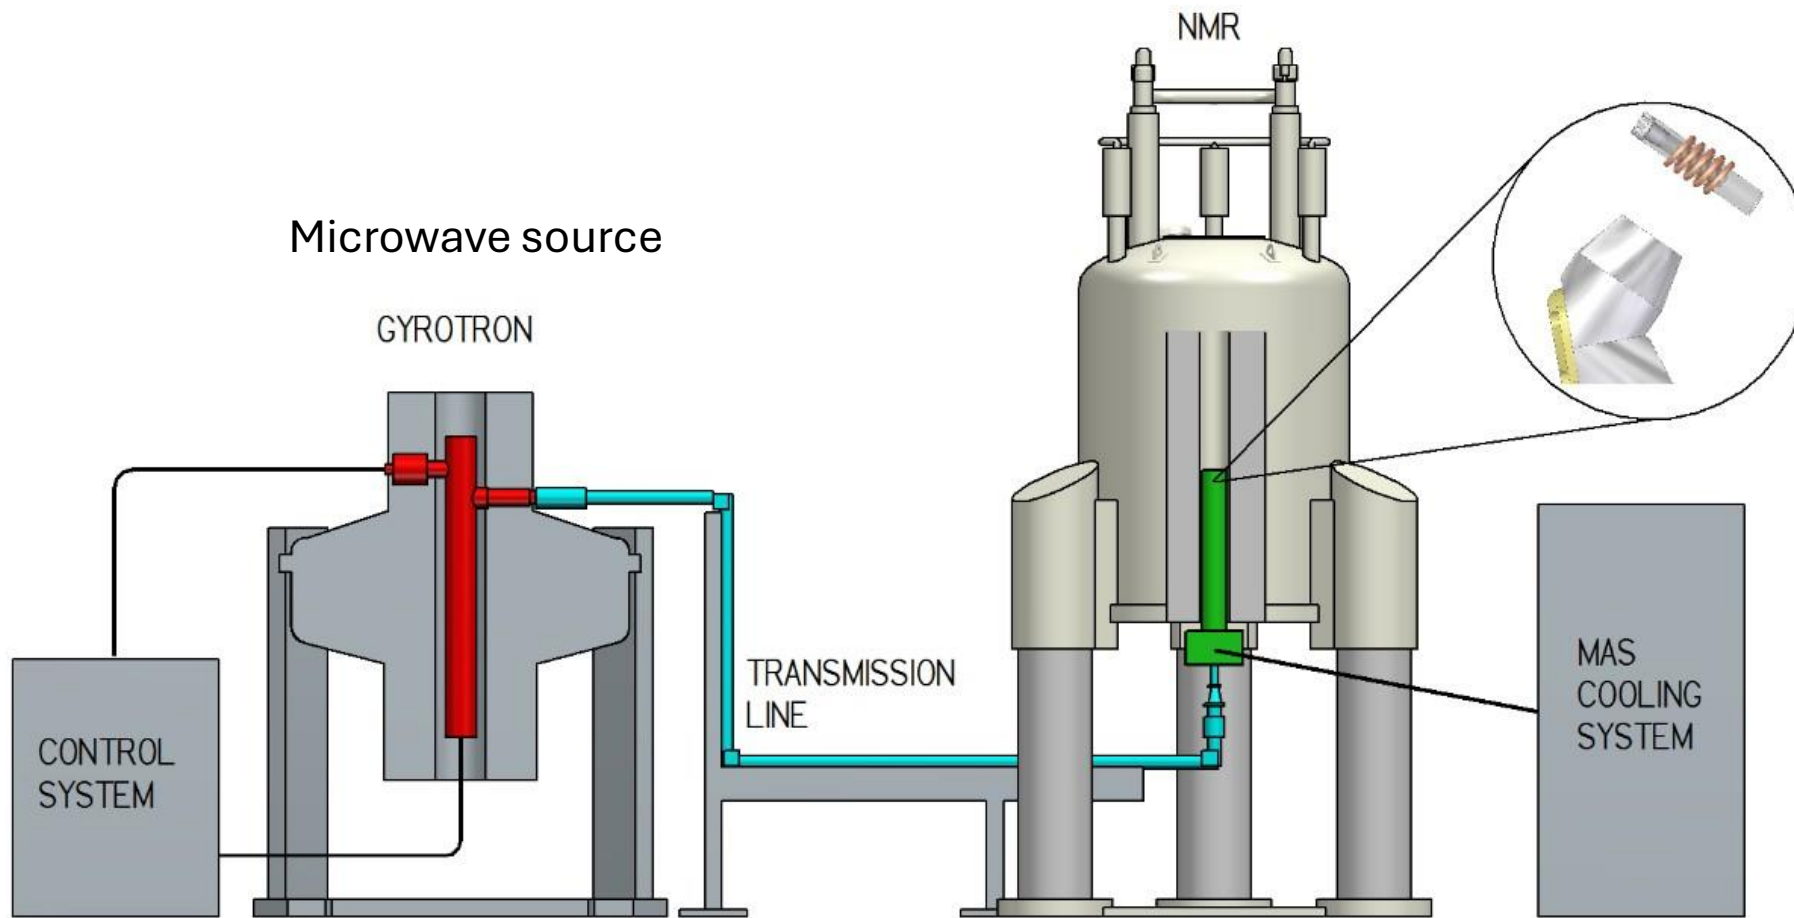 NMR
Microwave source
GYROTRON
TRANSMISSION
LINE
CONTROL
SYSTEM
MAS
COOLING
SYSTEM